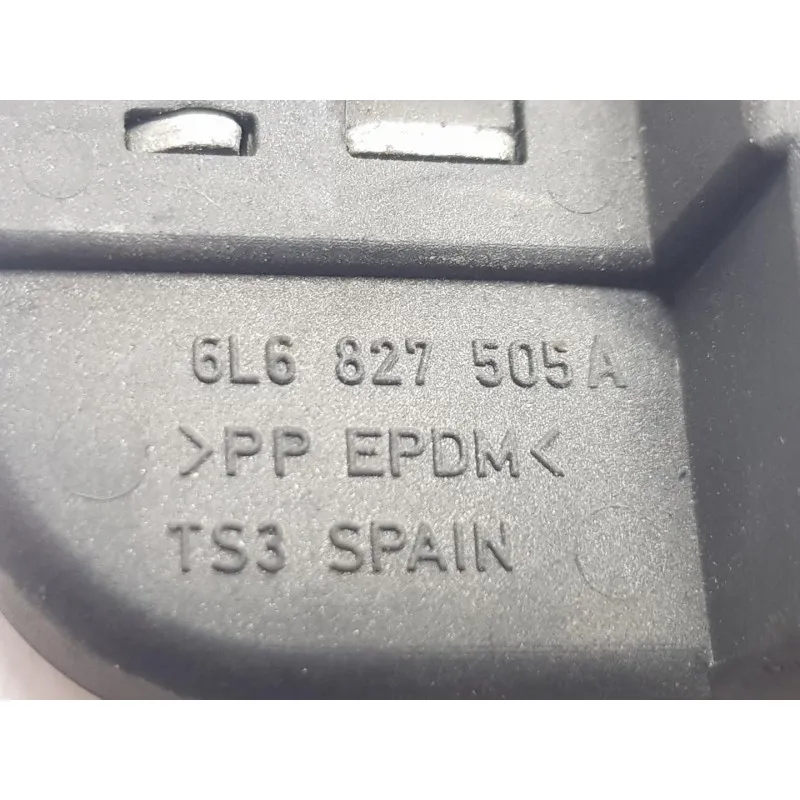 6L6 827 505 A
>PP EPDM<
TS3 SPAIN